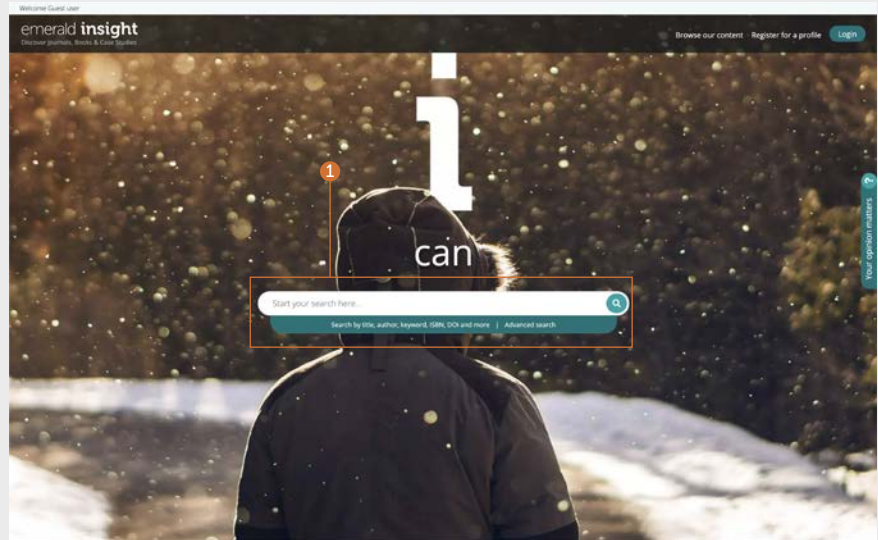 Welcome Guest user
emerald insight
Discover Journals, Books & Case Studies
Browse our content Register for a profile Login
i
1
can
Your opinion matters ?
Start your search here..
Search by title, author, keyword, ISBN, DOI and more | Advanced search